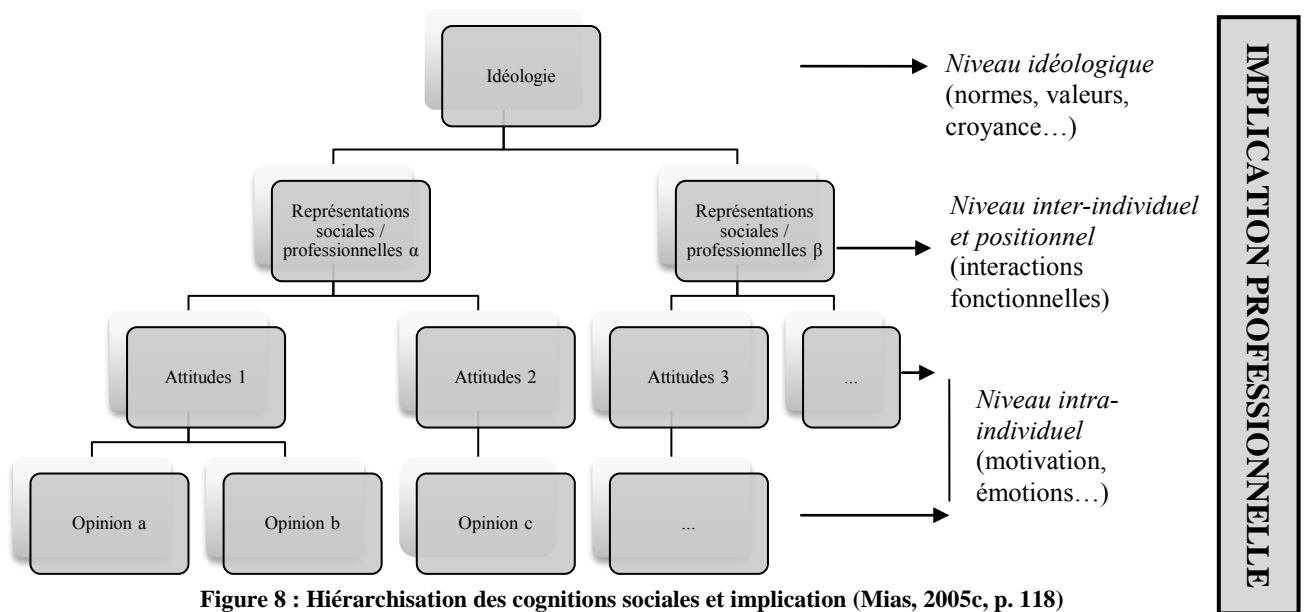 Idéologie
Niveau idéologique
(normes, valeurs,
croyance…)
Représentations
sociales /
professionnelles α
Représentations
sociales /
professionnelles β
Niveau inter-individuel
et positionnel
(interactions
fonctionnelles)
Attitudes 1
Attitudes 2
Attitudes 3
...
Niveau intra-
individuel
(motivation,
émotions…)
Opinion a
Opinion b
Opinion c
...
IMPLICATION PROFESSIONNELLE
Figure 8 : Hiérarchisation des cognitions sociales et implication (Mias, 2005c, p. 118)